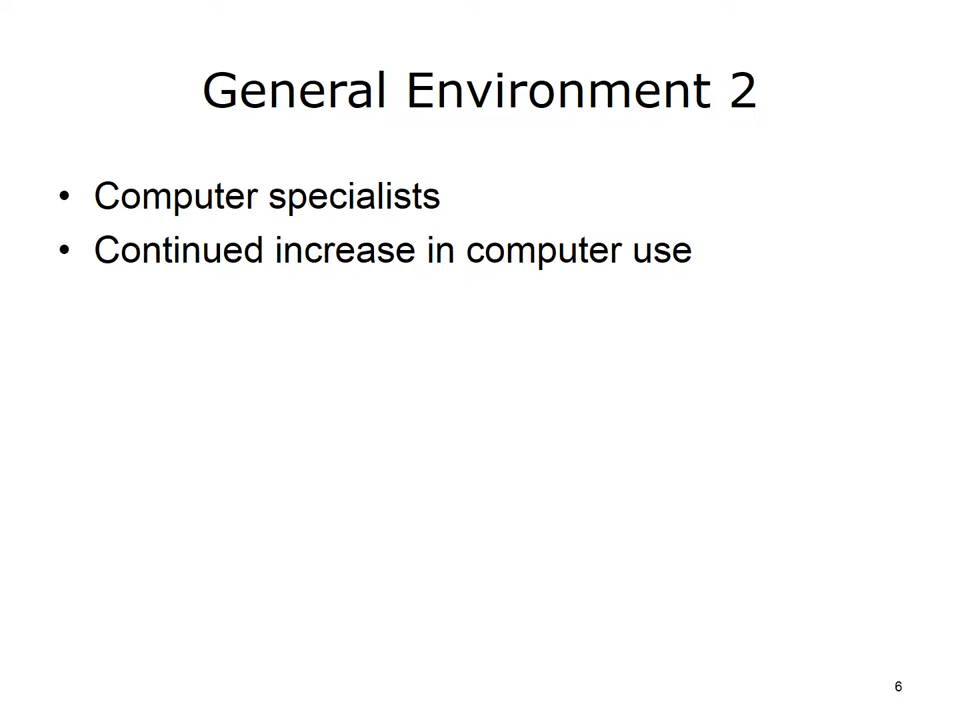 General Environment 2
• Computer specialists
• Continued increase in computer use
6